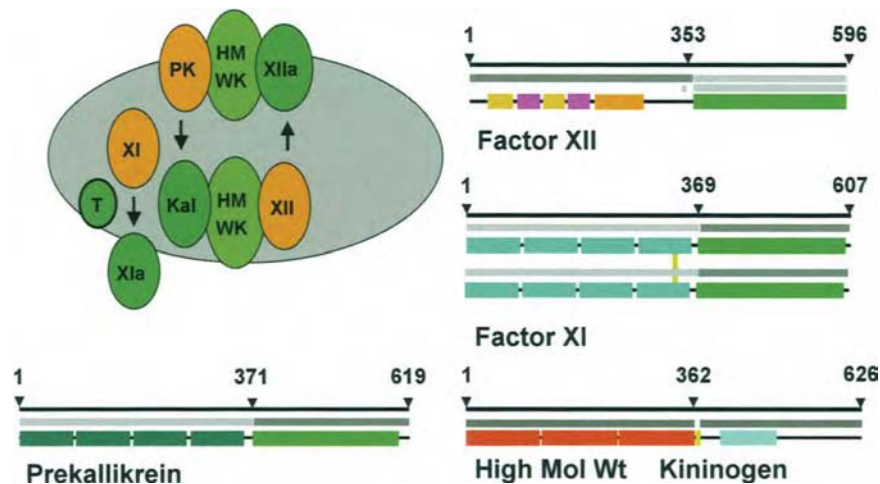 PK
HM
WK
XIIa
XI
T
Kal
HM
WK
XII
XIa
1 353 596
Factor XII
1 369 607
Factor XI
1 371 619
Prekallikrein
1 362 626
High Mol Wt Kininogen